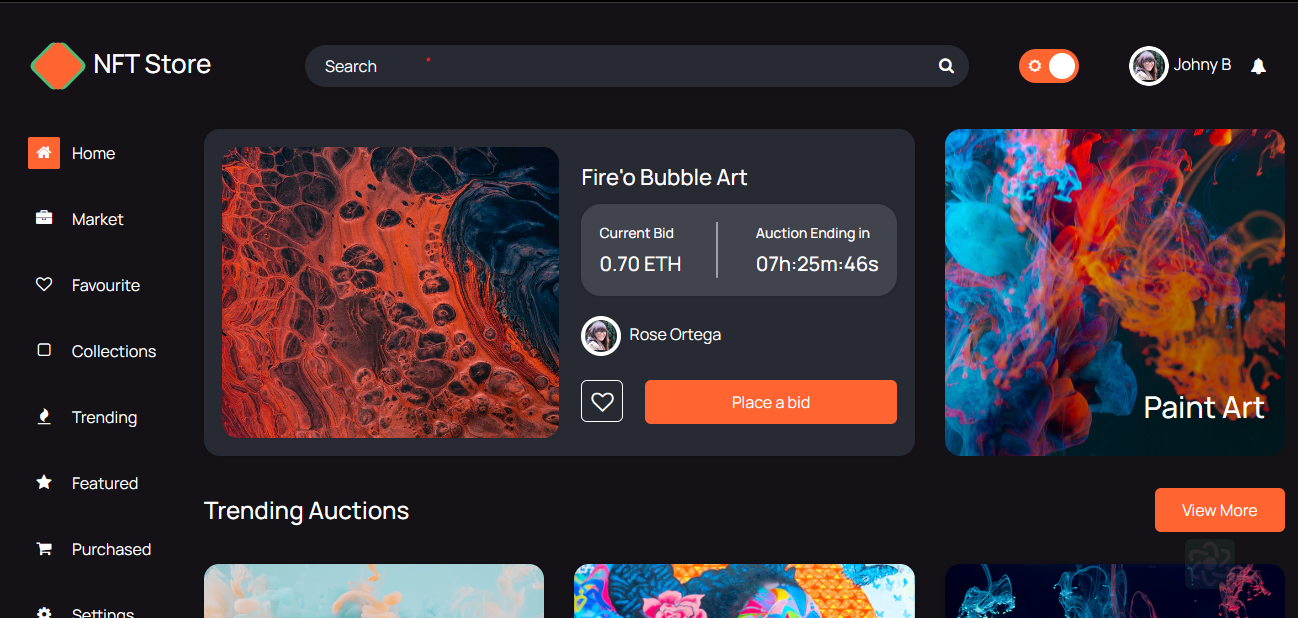 NFT Store
Search
Johny B
Home
Market
Favourite
Collections
Trending
Featured
Purchased
Settings
Fire'o Bubble Art
Current Bid
0.70 ETH
Auction Ending in
07h:25m:46s
Rose Ortega
Place a bid
Paint Art
Trending Auctions
View More